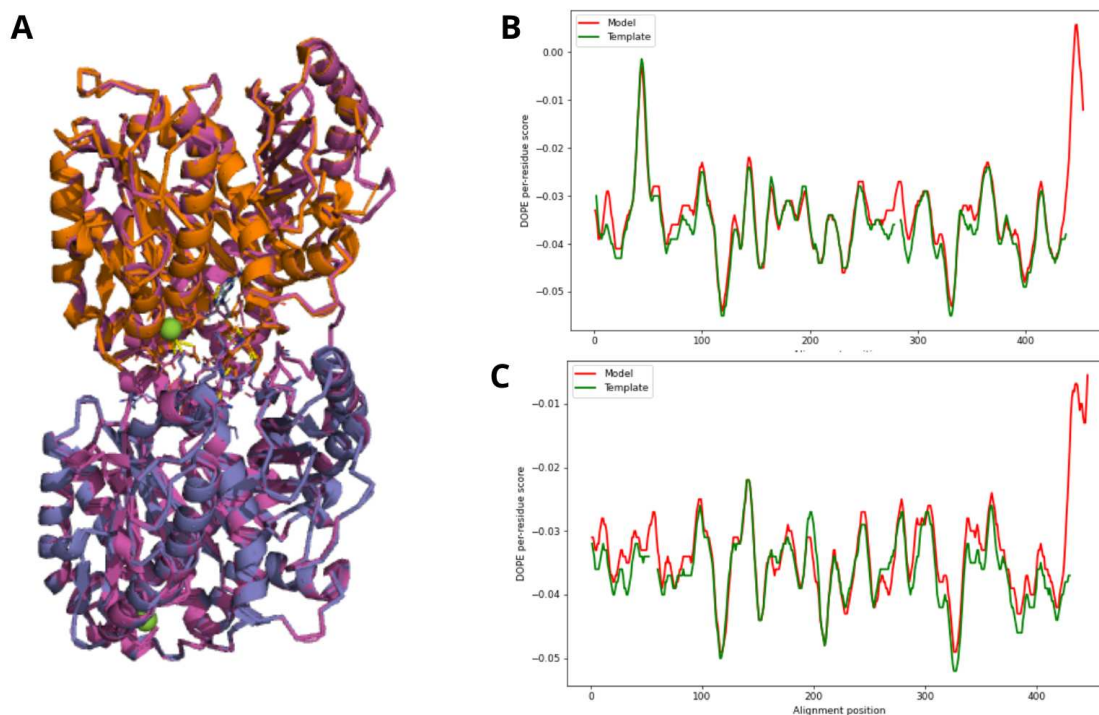 A
B
Model
Template
0.00
−0.01
−0.02
−0.03
−0.04
−0.05
DOPE per-residue score
0
100
200
300
400
C
Model
Template
−0.01
−0.02
−0.03
−0.04
−0.05
DOPE per-residue score
0
100
200
300
400
Alignment position